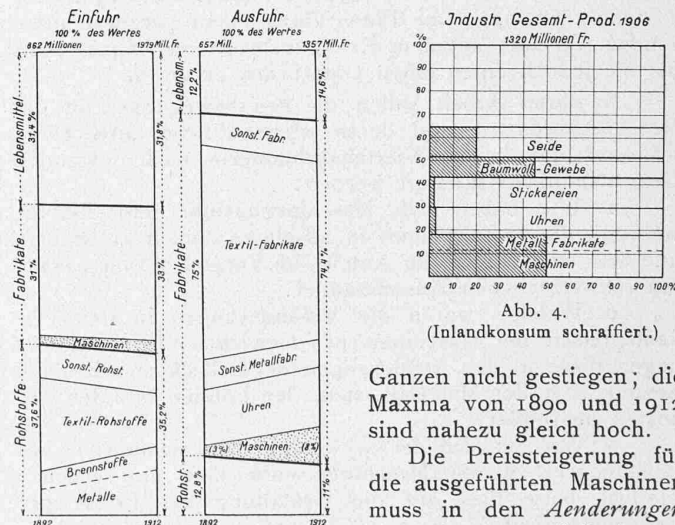 Einfuhr
100 % des Wertes
662 Millionen 1979 Mill. Fr.
Lebensmittel
31,4 %
31,8 %
Fabrikate
31 %
33 %
Maschinen
Rohstoffe
37,6 %
35,2 %
Sonst. Rohst.
Textil-Rohstoffe
Brennstoffe
Metalle
1892 1912
Ausfuhr
100 % des Wertes
657 Mill. 1357 Mill. Fr.
Lebensm.
12,2 %
14,6 %
Sonst. Fabr.
Fabrikate
75 %
74,4 %
Textil-Fabrikate
Sonst. Metallfabr.
Uhren
Maschinen
(3%) (8%)
Rohst.
12,8 %
11 %
1892 1912
Industr. Gesamt-Prod. 1906
1320 Millionen Fr.
%
100
90
80
70
60
50
40
30
20
10
Seide
Baumwoll-Gewebe
Stickereien
Uhren
Metall-Fabrikate
Maschinen
0 10 20 30 40 50 60 70 80 90 100%
Abb. 4.
(Inlandkonsum schraffiert.)
Ganzen nicht gestiegen; die
Maxima von 1890 und 1912
sind nahezu gleich hoch.
Die Preissteigerung für
die ausgeführten Maschinen
muss in den Aenderungen